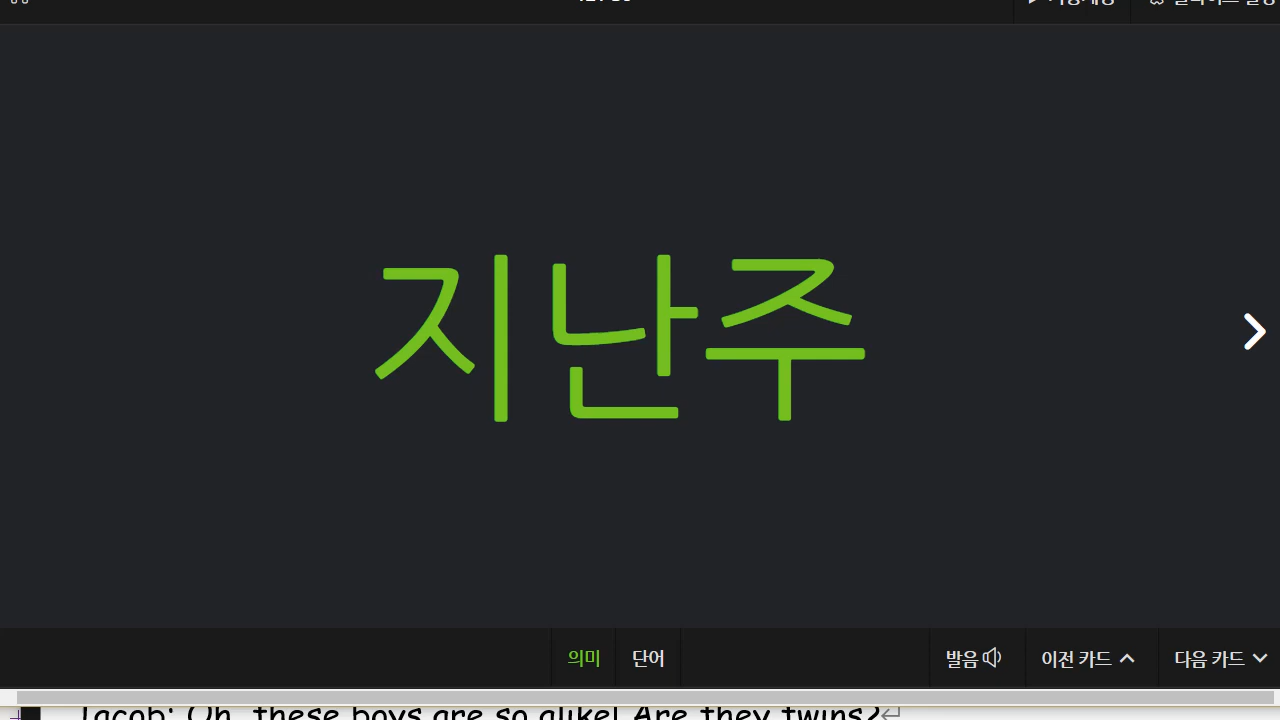 지난주
의미
단어
발음
이전 카드
다음 카드
Jacob: Oh, these boys are so alike! Are they twins?